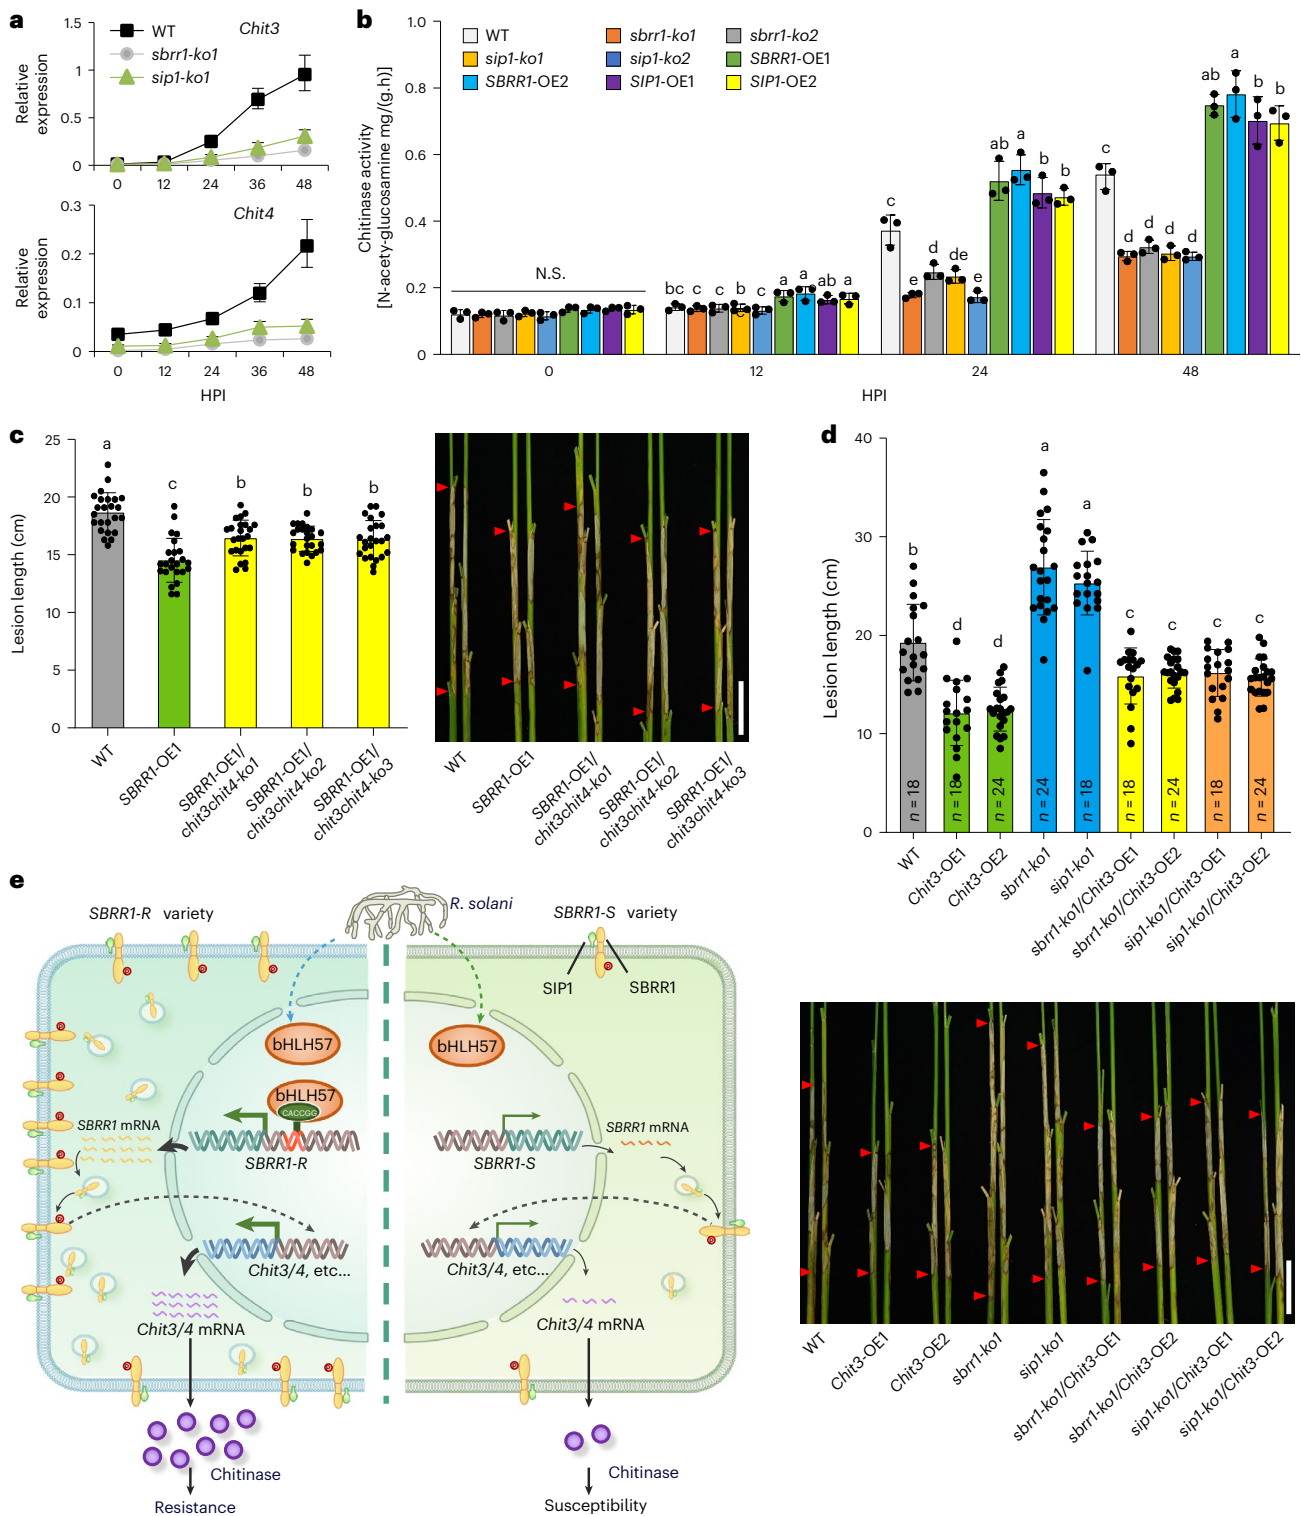 a
Chit3
WT
sbrr1-ko1
sip1-ko1
Relative
expression
1.5
1
0.5
0
0 12 24 36 48
Chit4
Relative
expression
0.3
0.2
0.1
0
0 12 24 36 48
HPI
b
Chitinase activity
[N-acety-glucosamine mg/(g.h)]
1.0
0.8
0.6
0.4
0.2
0
WT sbrr1-ko1 sbrr1-ko2
sip1-ko1 sip1-ko2 SBRR1-OE1
SBRR1-OE2 SIP1-OE1 SIP1-OE2
N.S.
bc c c b c a a ab a
c
c e d de e ab a b b
c d d d d ab a b b
0 12 24 48
HPI
c
Lesion length (cm)
25
20
15
10
5
0
a c b b b
WT
SBRR1-OE1
SBRR1-OE1/
chit3chit4-ko1
SBRR1-OE1/
chit3chit4-ko2
SBRR1-OE1/
chit3chit4-ko3
WT
SBRR1-OE1
SBRR1-OE1/
chit3chit4-ko1
SBRR1-OE1/
chit3chit4-ko2
SBRR1-OE1/
chit3chit4-ko3
d
Lesion length (cm)
40
30
20
10
0
b d d a a c c c c
n = 18
n = 18
n = 24
n = 24
n = 18
n = 18
n = 24
n = 18
n = 24
WT
Chit3-OE1
Chit3-OE2
sbrr1-ko1
sip1-ko1
sbrr1-ko1/Chit3-OE1
sbrr1-ko1/Chit3-OE2
sip1-ko1/Chit3-OE1
sip1-ko1/Chit3-OE2
WT
Chit3-OE1
Chit3-OE2
sbrr1-ko1
sip1-ko1
sbrr1-ko1/Chit3-OE1
sbrr1-ko1/Chit3-OE2
sip1-ko1/Chit3-OE1
sip1-ko1/Chit3-OE2
e
R. solani
SBRR1-R variety
SBRR1-S variety
SIP1
SBRR1
bHLH57
bHLH57
bHLH57
CACCGG
SBRR1 mRNA
SBRR1-R
SBRR1-S
SBRR1 mRNA
Chit3/4, etc...
Chit3/4, etc...
Chit3/4 mRNA
Chit3/4 mRNA
Chitinase
Chitinase
Resistance
Susceptibility